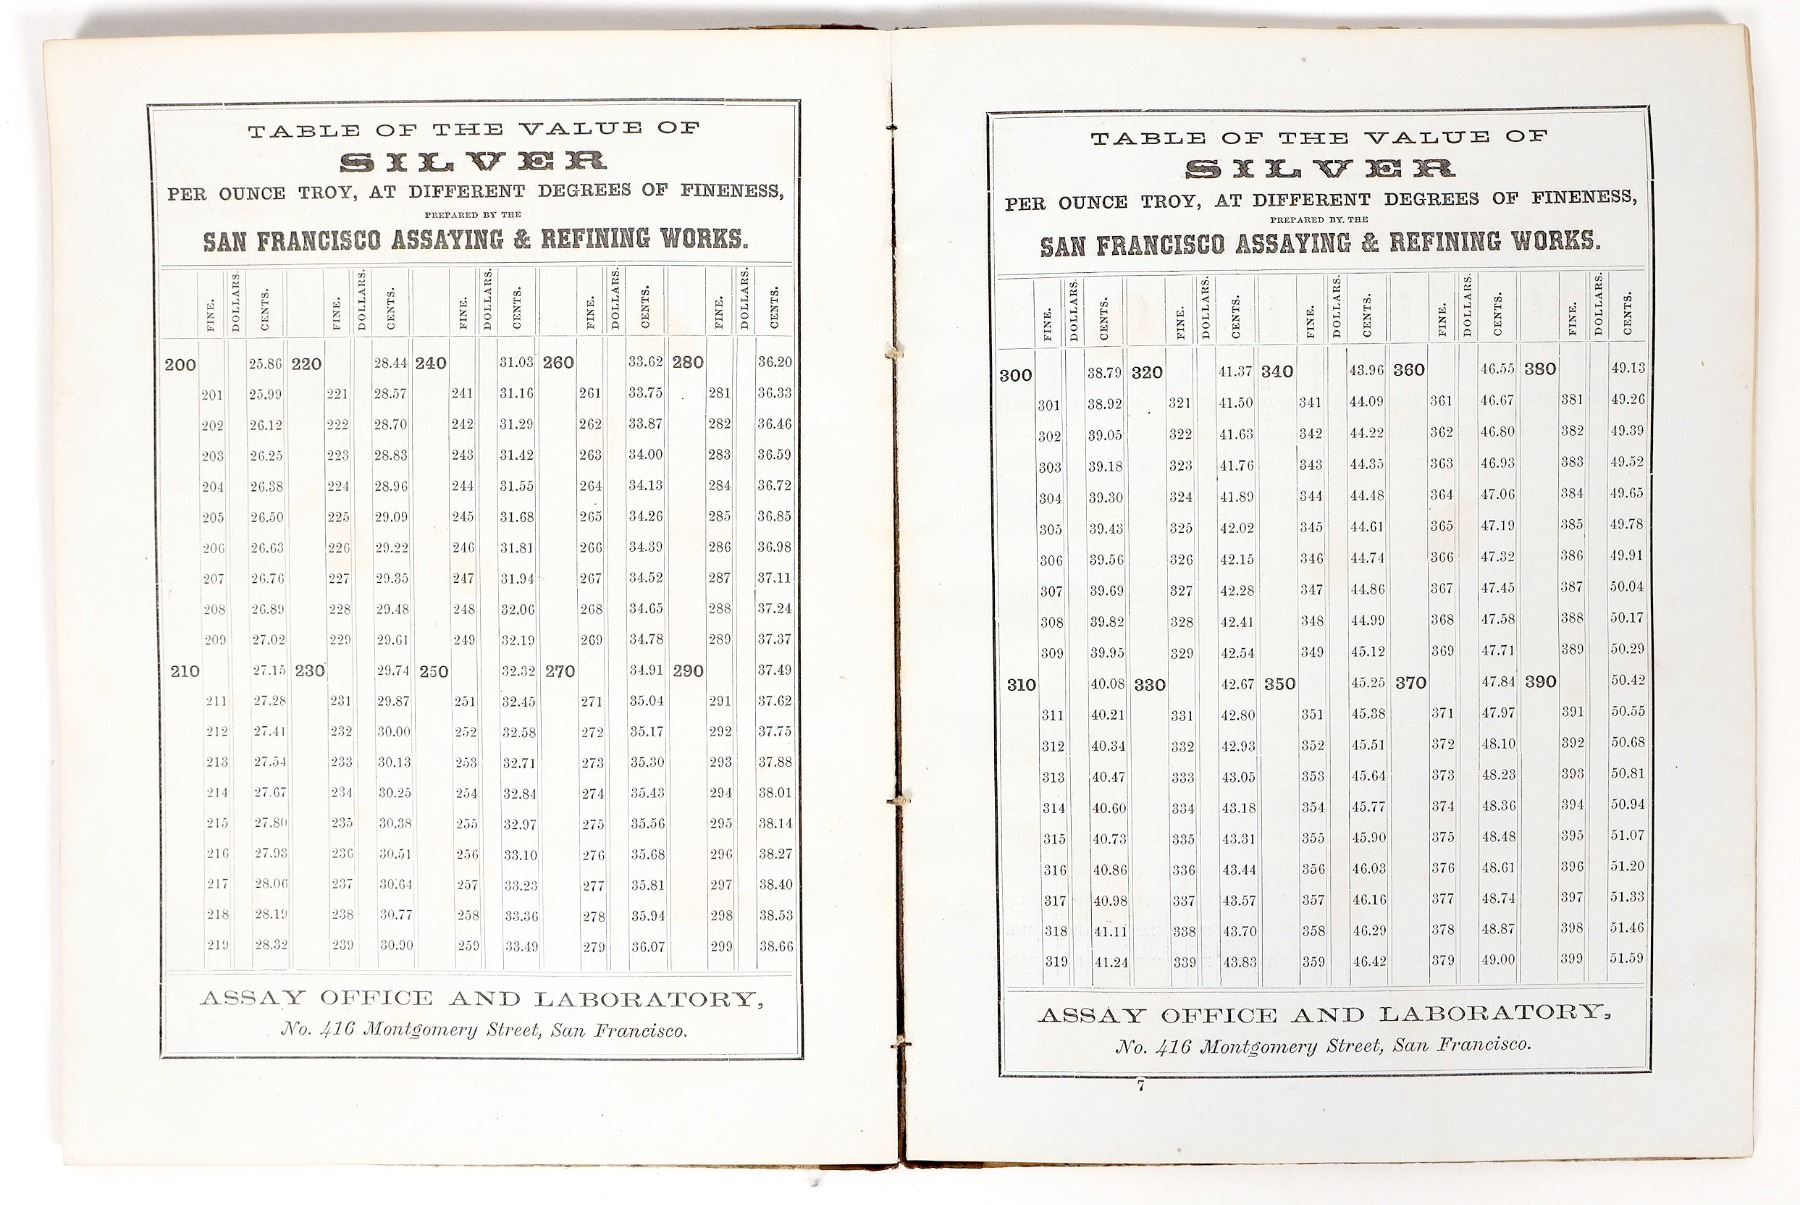 TABLE OF THE VALUE OF
SILVER
PER OUNCE TROY, AT DIFFERENT DEGREES OF FINENESS,
PREPARED BY THE
SAN FRANCISCO ASSAYING & REFINING WORKS.
FINE. DOLLARS. CENTS. FINE. DOLLARS. CENTS. FINE. DOLLARS. CENTS. FINE. DOLLARS. CENTS. FINE. DOLLARS. CENTS.
200 25.86 220 28.44 240 31.03 260 33.62 280 36.20
201 25.99 221 28.57 241 31.16 261 33.75 281 36.33
202 26.12 222 28.70 242 31.29 262 33.87 282 36.46
203 26.25 223 28.83 243 31.42 263 34.00 283 36.59
204 26.38 224 28.96 244 31.55 264 34.13 284 36.72
205 26.50 225 29.09 245 31.68 265 34.26 285 36.85
206 26.63 226 29.22 246 31.81 266 34.39 286 36.98
207 26.76 227 29.35 247 31.94 267 34.52 287 37.11
208 26.89 228 29.48 248 32.06 268 34.65 288 37.24
209 27.02 229 29.61 249 32.19 269 34.78 289 37.37
210 27.15 230 29.74 250 32.32 270 34.91 290 37.49
211 27.28 231 29.87 251 32.45 271 35.04 291 37.62
212 27.41 232 30.00 252 32.58 272 35.17 292 37.75
213 27.54 233 30.13 253 32.71 273 35.30 293 37.88
214 27.67 234 30.25 254 32.84 274 35.43 294 38.01
215 27.80 235 30.38 255 32.97 275 35.56 295 38.14
216 27.93 236 30.51 256 33.10 276 35.68 296 38.27
217 28.06 237 30.64 257 33.23 277 35.81 297 38.40
218 28.19 238 30.77 258 33.36 278 35.94 298 38.53
219 28.32 239 30.90 259 33.49 279 36.07 299 38.66
ASSAY OFFICE AND LABORATORY,
No. 416 Montgomery Street, San Francisco.
TABLE OF THE VALUE OF
SILVER
PER OUNCE TROY, AT DIFFERENT DEGREES OF FINENESS,
PREPARED BY THE
SAN FRANCISCO ASSAYING & REFINING WORKS.
FINE. DOLLARS. CENTS. FINE. DOLLARS. CENTS. FINE. DOLLARS. CENTS. FINE. DOLLARS. CENTS. FINE. DOLLARS. CENTS.
300 38.79 320 41.37 340 43.96 360 46.55 380 49.13
301 38.92 321 41.50 341 44.09 361 46.67 381 49.26
302 39.05 322 41.63 342 44.22 362 46.80 382 49.39
303 39.18 323 41.76 343 44.35 363 46.93 383 49.52
304 39.30 324 41.89 344 44.48 364 47.06 384 49.65
305 39.43 325 42.02 345 44.61 365 47.19 385 49.78
306 39.56 326 42.15 346 44.74 366 47.32 386 49.91
307 39.69 327 42.28 347 44.86 367 47.45 387 50.04
308 39.82 328 42.41 348 44.99 368 47.58 388 50.17
309 39.95 329 42.54 349 45.12 369 47.71 389 50.29
310 40.08 330 42.67 350 45.25 370 47.84 390 50.42
311 40.21 331 42.80 351 45.38 371 47.97 391 50.55
312 40.34 332 42.93 352 45.51 372 48.10 392 50.68
313 40.47 333 43.05 353 45.64 373 48.23 393 50.81
314 40.60 334 43.18 354 45.77 374 48.36 394 50.94
315 40.73 335 43.31 355 45.90 375 48.48 395 51.07
316 40.86 336 43.44 356 46.03 376 48.61 396 51.20
317 40.98 337 43.57 357 46.16 377 48.74 397 51.33
318 41.11 338 43.70 358 46.29 378 48.87 398 51.46
319 41.24 339 43.83 359 46.42 379 49.00 399 51.59
ASSAY OFFICE AND LABORATORY,
No. 416 Montgomery Street, San Francisco.
7